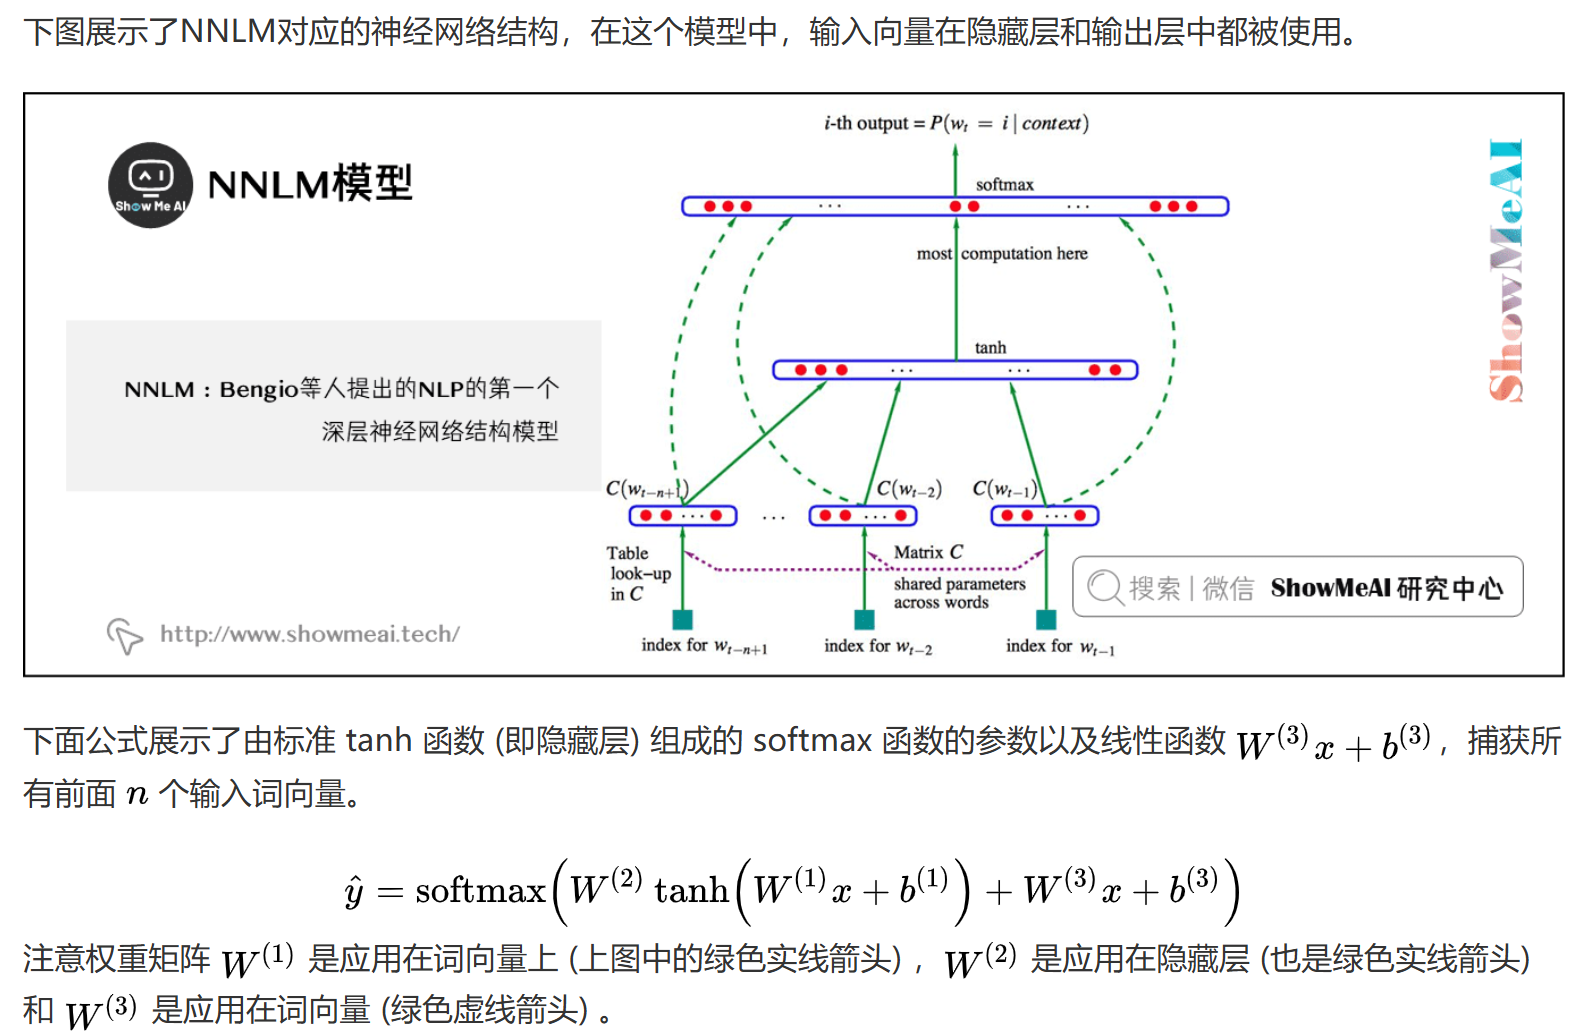 下图展示了NNLM对应的神经网络结构，在这个模型中，输入向量在隐藏层和输出层中都被使用。
Show Me AI
NNLM模型
NNLM：Bengio等人提出的NLP的第一个
深层神经网络结构模型
http://www.showmeai.tech/
i-th output = P(w_t = i | context)
softmax
... ...
most computation here
tanh
... ...
C(w_{t−n+1}) C(w_{t−2}) C(w_{t−1})
... ... ... ...
Table
look−up
in C
Matrix C
shared parameters
across words
index for w_{t−n+1} index for w_{t−2} index for w_{t−1}
ShowMeAI
搜索 | 微信 ShowMeAI 研究中心
下面公式展示了由标准 tanh 函数 (即隐藏层) 组成的 softmax 函数的参数以及线性函数 W^{(3)}x + b^{(3)}，捕获所
有前面 n 个输入词向量。
ŷ = softmax(W^{(2)} tanh(W^{(1)}x + b^{(1)}) + W^{(3)}x + b^{(3)})
注意权重矩阵 W^{(1)} 是应用在词向量上 (上图中的绿色实线箭头)，W^{(2)} 是应用在隐藏层 (也是绿色实线箭头)
和 W^{(3)} 是应用在词向量 (绿色虚线箭头) 。